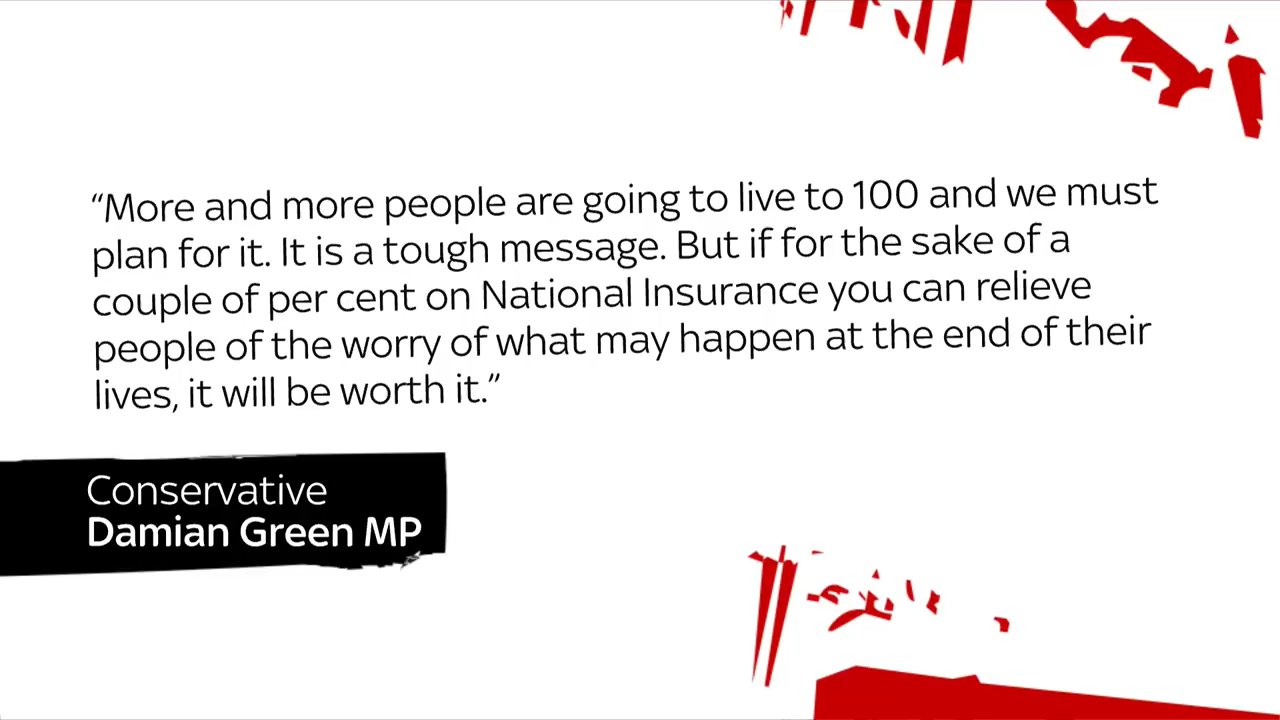 “More and more people are going to live to 100 and we must
plan for it. It is a tough message. But if for the sake of a
couple of per cent on National Insurance you can relieve
people of the worry of what may happen at the end of their
lives, it will be worth it.”
Conservative
Damian Green MP